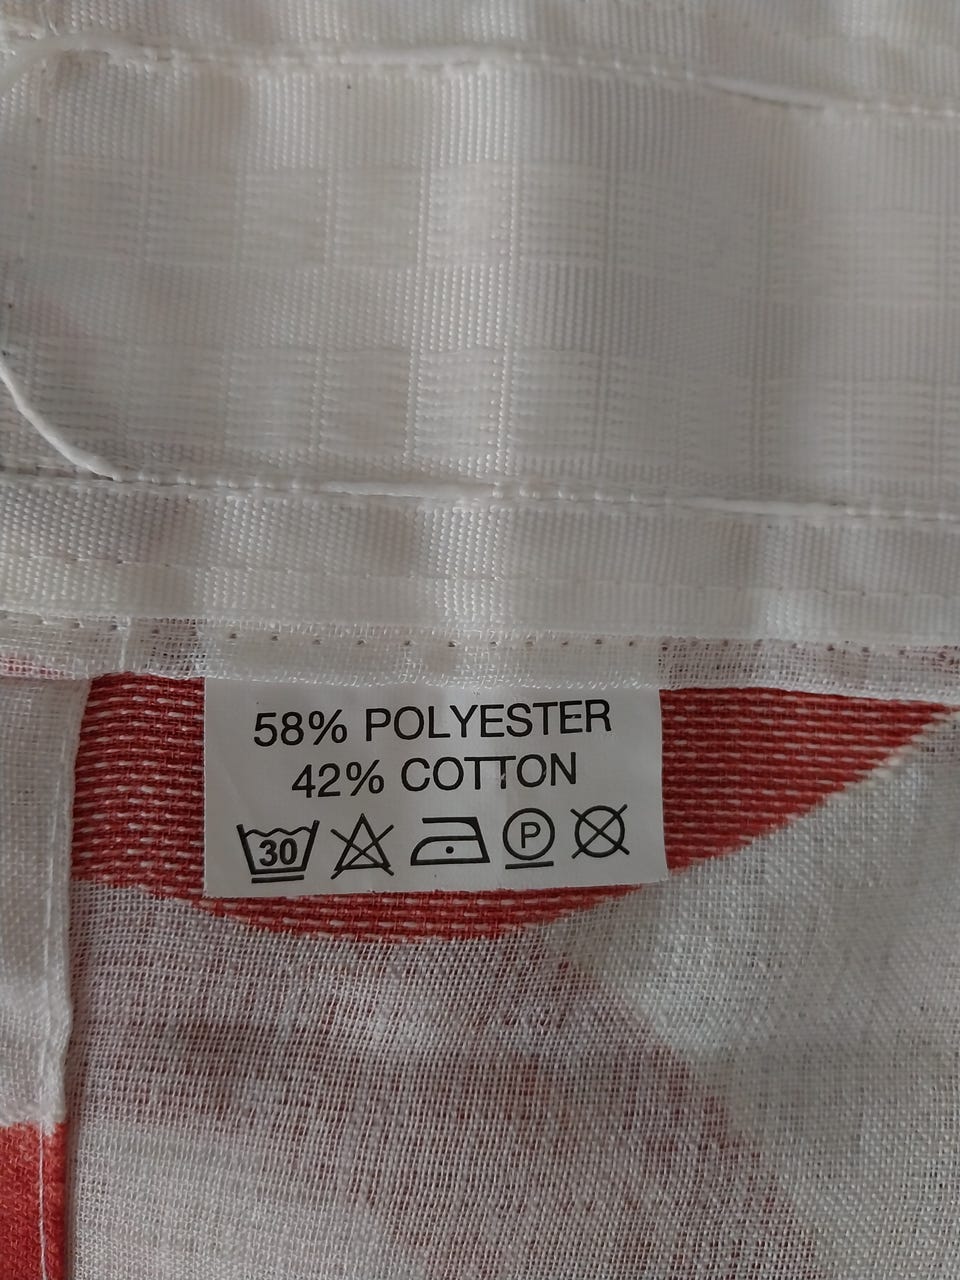 58% POLYESTER
42% COTTON
30 P